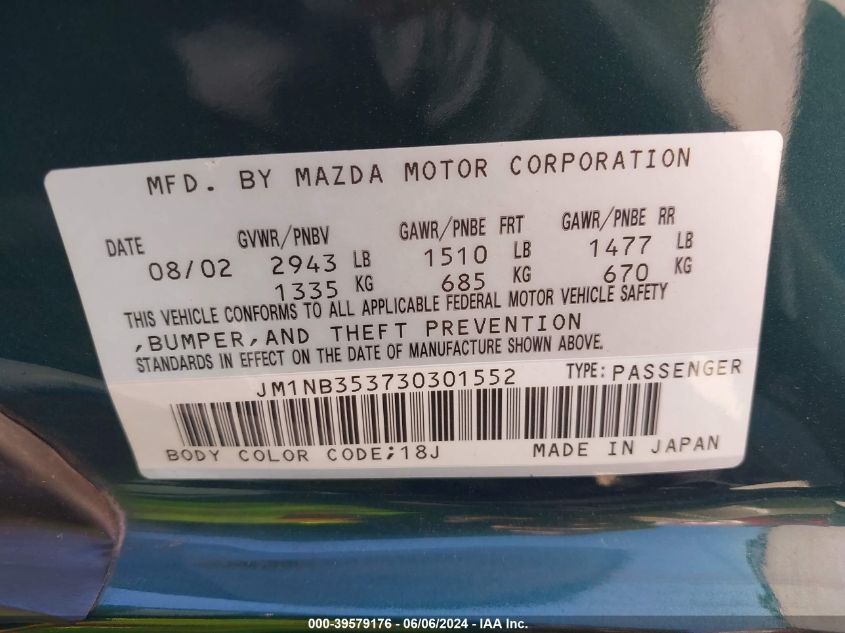 MFD. BY MAZDA MOTOR CORPORATION
DATE GVWR/PNBV GAWR/PNBE FRT GAWR/PNBE RR
08/02 2943 LB 1510 LB 1477 LB
1335 KG 685 KG 670 KG
THIS VEHICLE CONFORMS TO ALL APPLICABLE FEDERAL MOTOR VEHICLE SAFETY
,BUMPER,AND THEFT PREVENTION
STANDARDS IN EFFECT ON THE DATE OF MANUFACTURE SHOWN ABOVE.
JM1NB353730301552 TYPE: PASSENGER
BODY COLOR CODE;18J MADE IN JAPAN
000-39579176 - 06/06/2024 - IAA Inc.